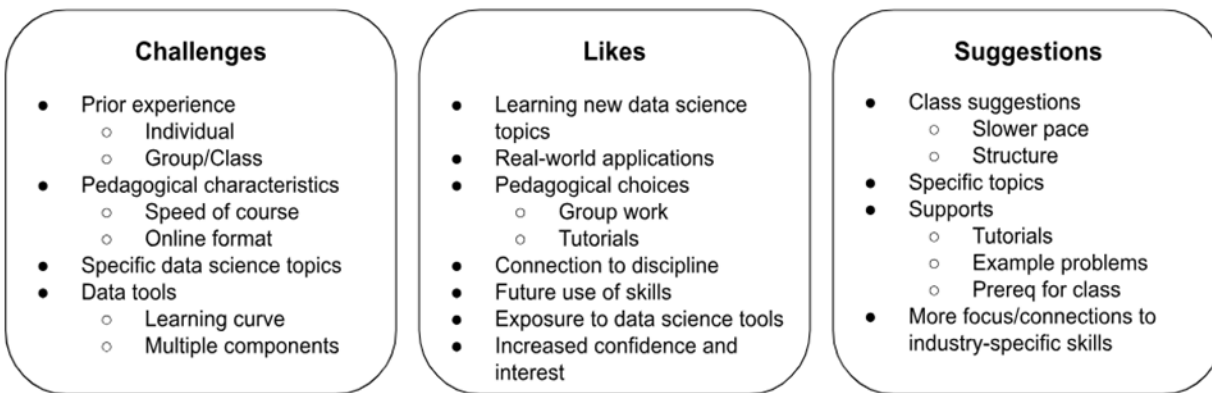 Challenges
● Prior experience
○ Individual
○ Group/Class
● Pedagogical characteristics
○ Speed of course
○ Online format
● Specific data science topics
● Data tools
○ Learning curve
○ Multiple components
Likes
● Learning new data science
topics
● Real-world applications
● Pedagogical choices
○ Group work
○ Tutorials
● Connection to discipline
● Future use of skills
● Exposure to data science tools
● Increased confidence and
interest
Suggestions
● Class suggestions
○ Slower pace
○ Structure
● Specific topics
● Supports
○ Tutorials
○ Example problems
○ Prereq for class
● More focus/connections to
industry-specific skills